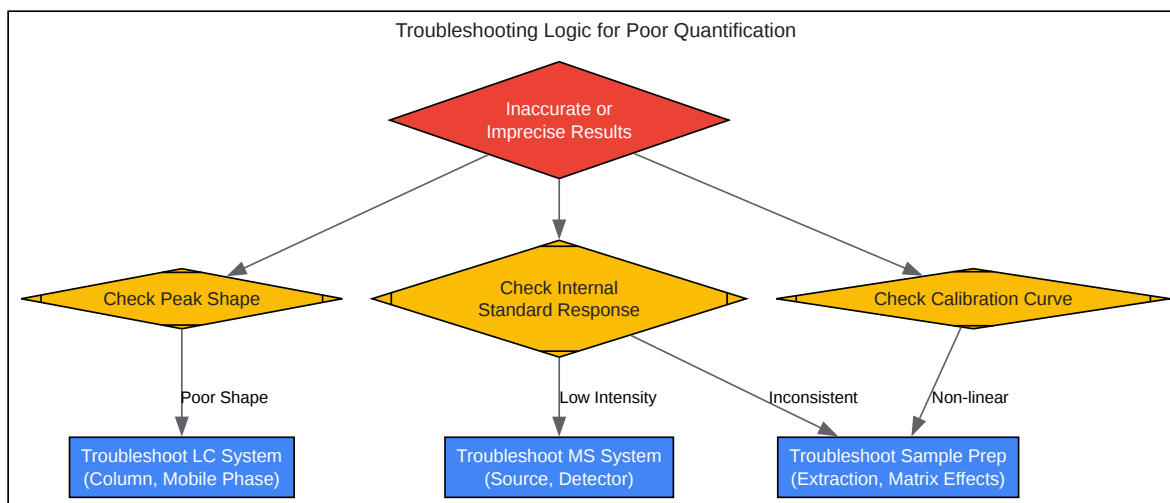 Troubleshooting Logic for Poor Quantification
Inaccurate or
Imprecise Results
Check Peak Shape
Check Internal
Standard Response
Check Calibration Curve
Poor Shape
Low Intensity
Inconsistent
Non-linear
Troubleshoot LC System
(Column, Mobile Phase)
Troubleshoot MS System
(Source, Detector)
Troubleshoot Sample Prep
(Extraction, Matrix Effects)